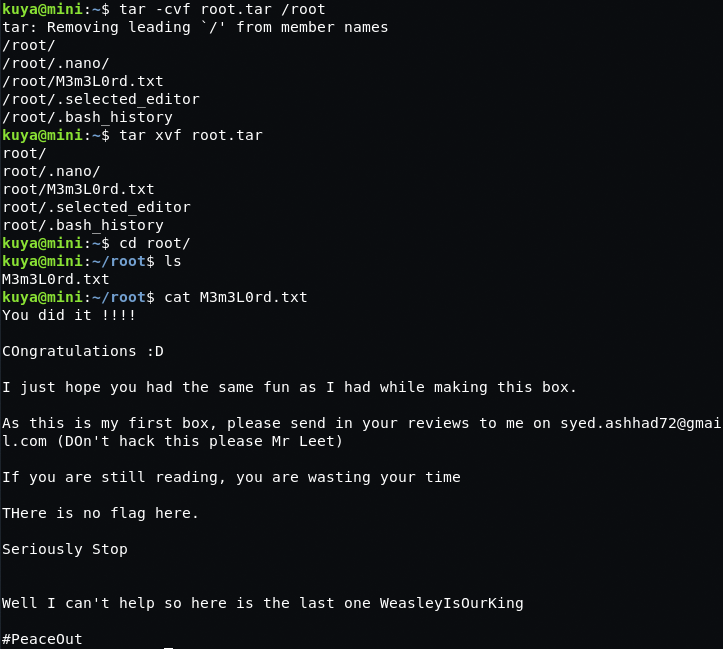 kuya@mini:~$ tar -cvf root.tar /root
tar: Removing leading `/' from member names
/root/
/root/.nano/
/root/M3m3L0rd.txt
/root/.selected_editor
/root/.bash_history
kuya@mini:~$ tar xvf root.tar
root/
root/.nano/
root/M3m3L0rd.txt
root/.selected_editor
root/.bash_history
kuya@mini:~$ cd root/
kuya@mini:~/root$ ls
M3m3L0rd.txt
kuya@mini:~/root$ cat M3m3L0rd.txt
You did it !!!!
COngratulations :D
I just hope you had the same fun as I had while making this box.
As this is my first box, please send in your reviews to me on syed.ashhad72@gmai
l.com (DOn't hack this please Mr Leet)
If you are still reading, you are wasting your time
THere is no flag here.
Seriously Stop
Well I can't help so here is the last one WeasleyIsOurKing
#PeaceOut